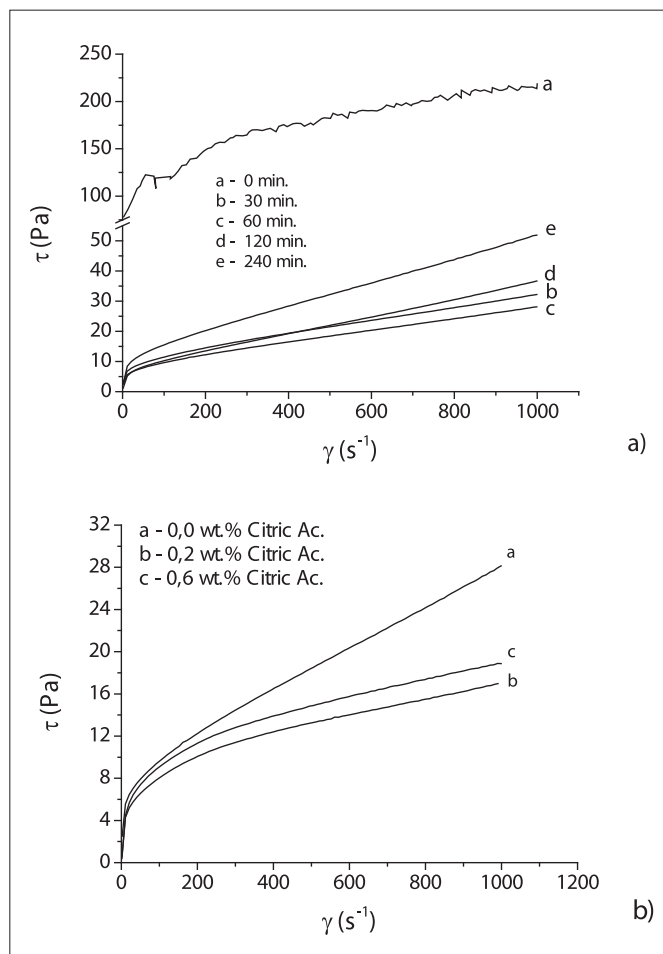 250
200
150
100
50
40
30
20
10
0
τ (Pa)
a
a - 0 min.
b - 30 min.
c - 60 min.
d - 120 min.
e - 240 min.
e
d
b
c
0 200 400 600 800 1000
γ (s⁻¹)
a)
32
28
24
20
16
12
8
4
0
τ (Pa)
a - 0,0 wt.% Citric Ac.
b - 0,2 wt.% Citric Ac.
c - 0,6 wt.% Citric Ac.
a
c
b
0 200 400 600 800 1000 1200
γ (s⁻¹)
b)